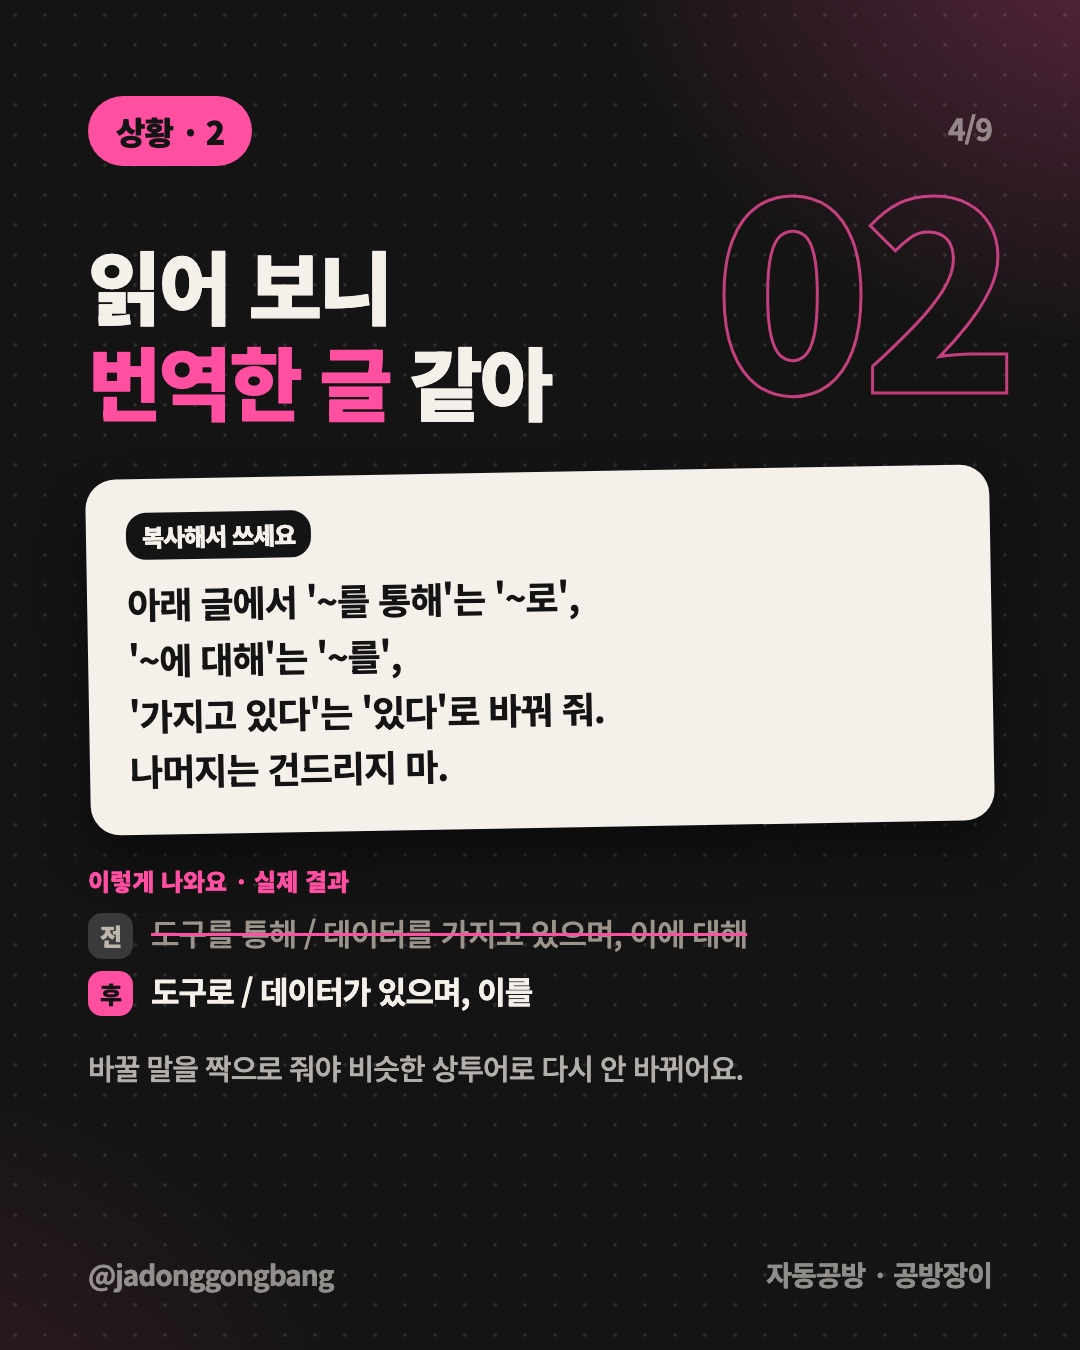 상황 · 2
4/9
02
읽어 보니
번역한 글 같아
복사해서 쓰세요
아래 글에서 '~를 통해'는 '~로',
'~에 대해'는 '~를',
'가지고 있다'는 '있다'로 바꿔 줘.
나머지는 건드리지 마.
이렇게 나와요 · 실제 결과
전 도구를 통해 / 데이터를 가지고 있으며, 이에 대해
후 도구로 / 데이터가 있으며, 이를
바꿀 말을 짝으로 줘야 비슷한 상투어로 다시 안 바뀌어요.
@jadonggongbang
자동공방 · 공방장이